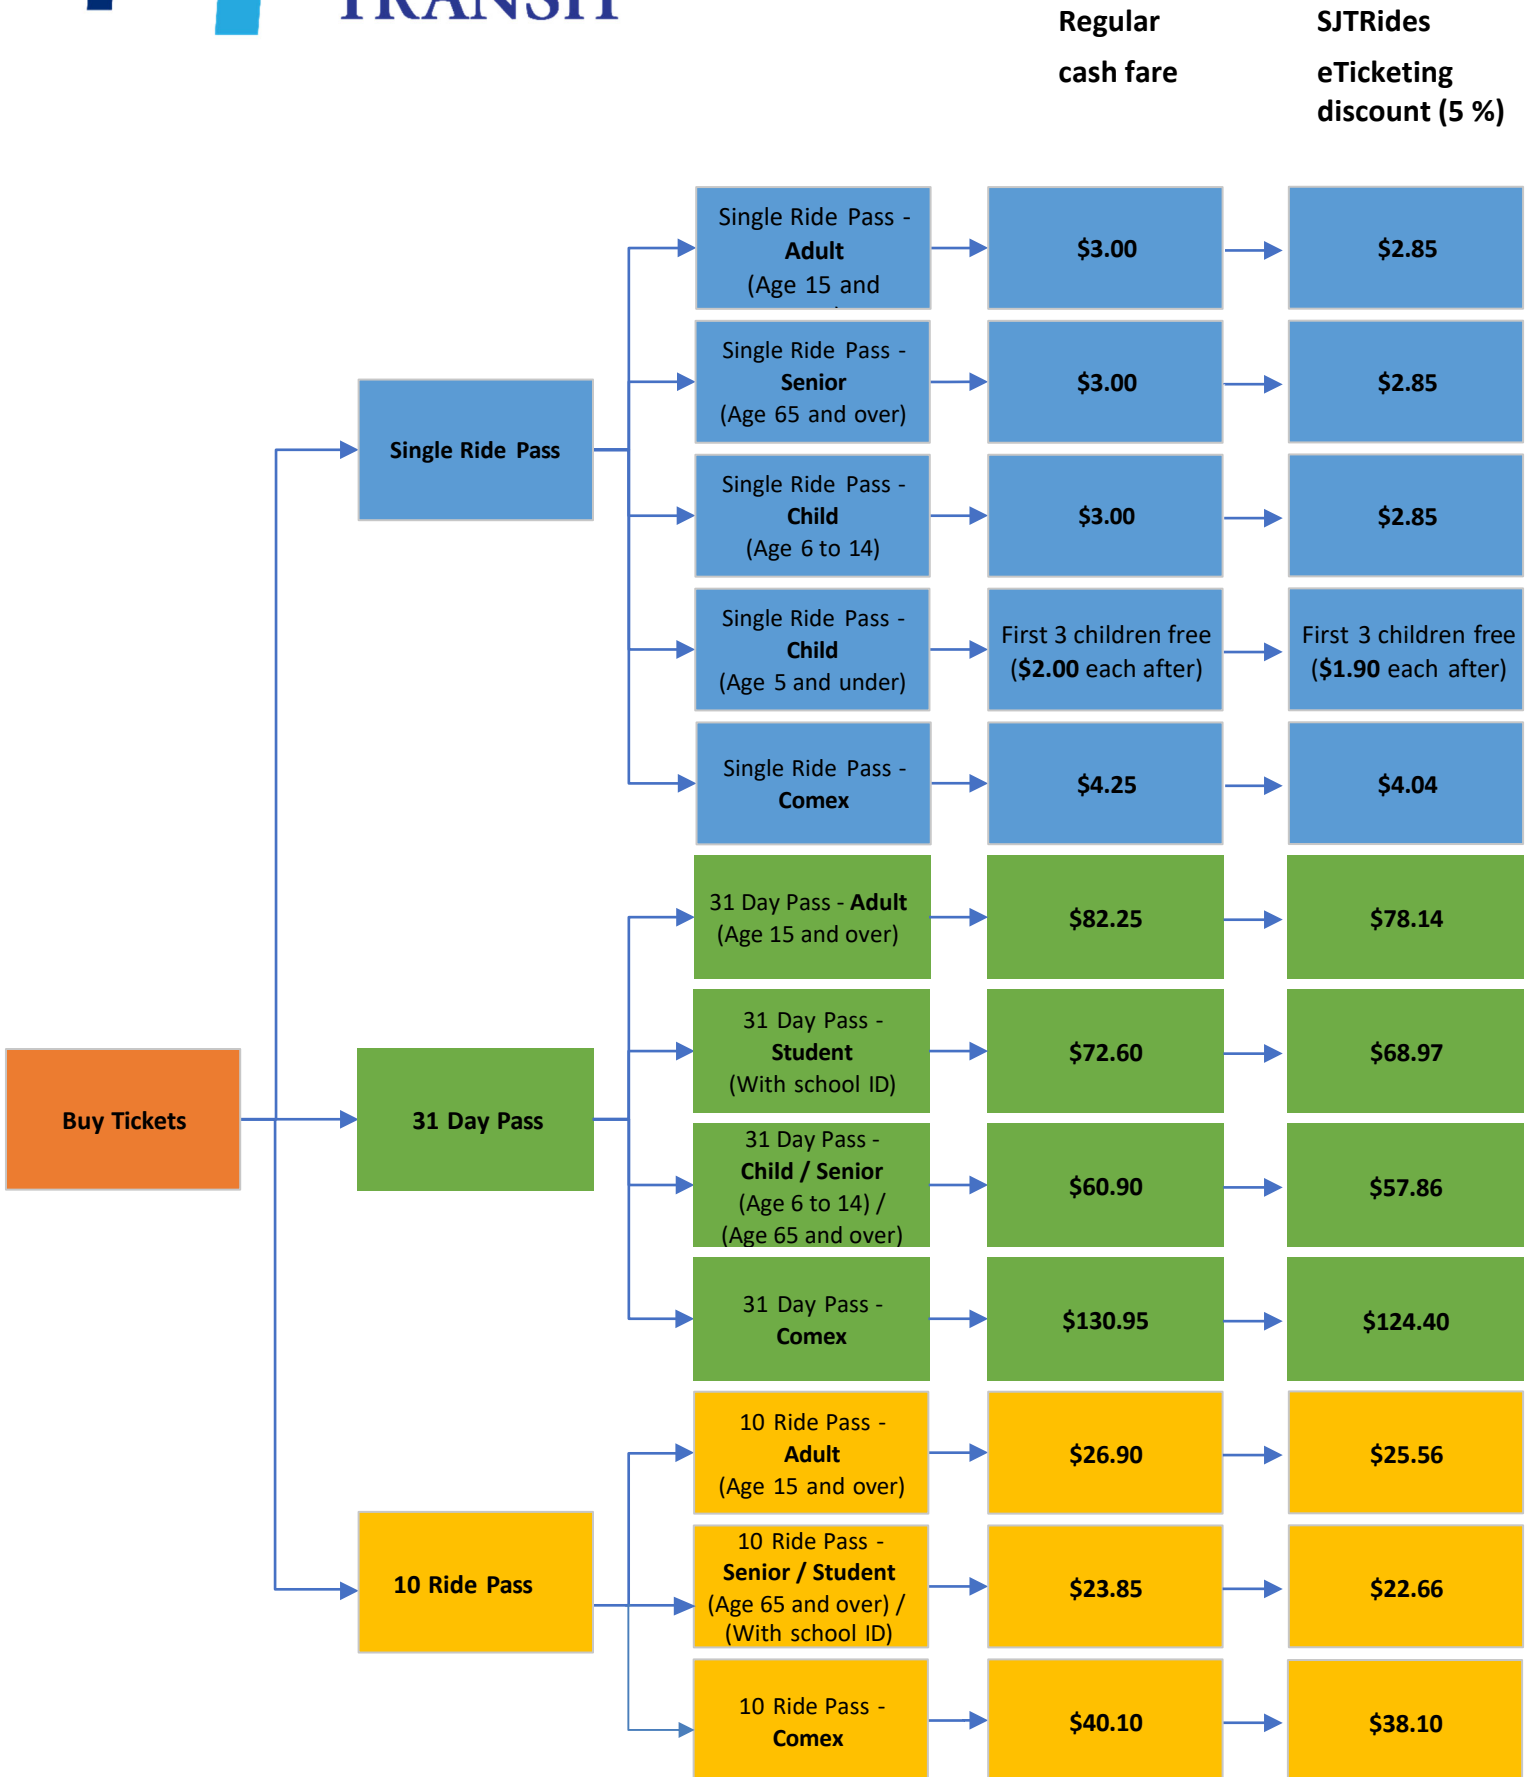 TRANSIT
Regular
cash fare
SJTRides
eTicketing
discount (5 %)
Single Ride Pass -
Adult
(Age 15 and
$3.00
$2.85
Single Ride Pass -
Senior
(Age 65 and over)
$3.00
$2.85
Single Ride Pass
Single Ride Pass -
Child
(Age 6 to 14)
$3.00
$2.85
Single Ride Pass -
Child
(Age 5 and under)
First 3 children free
($2.00 each after)
First 3 children free
($1.90 each after)
Single Ride Pass -
Comex
$4.25
$4.04
31 Day Pass - Adult
(Age 15 and over)
$82.25
$78.14
31 Day Pass -
Student
(With school ID)
$72.60
$68.97
Buy Tickets
31 Day Pass
31 Day Pass -
Child / Senior
(Age 6 to 14) /
(Age 65 and over)
$60.90
$57.86
31 Day Pass -
Comex
$130.95
$124.40
10 Ride Pass -
Adult
(Age 15 and over)
$26.90
$25.56
10 Ride Pass
10 Ride Pass -
Senior / Student
(Age 65 and over) /
(With school ID)
$23.85
$22.66
10 Ride Pass -
Comex
$40.10
$38.10